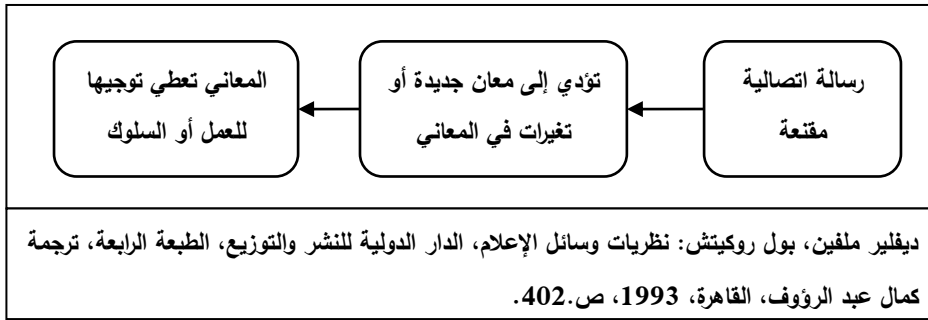 رسالة اتصالية
مقنعة
تؤدي إلى معان جديدة أو
تغيرات في المعاني
المعاني تعطي توجيها
للعمل أو السلوك
ديفلير ملفين، بول روكيتش: نظريات وسائل الإعلام، الدار الدولية للنشر والتوزيع، الطبعة الرابعة، ترجمة
كمال عبد الرؤوف، القاهرة، 1993، ص.402.